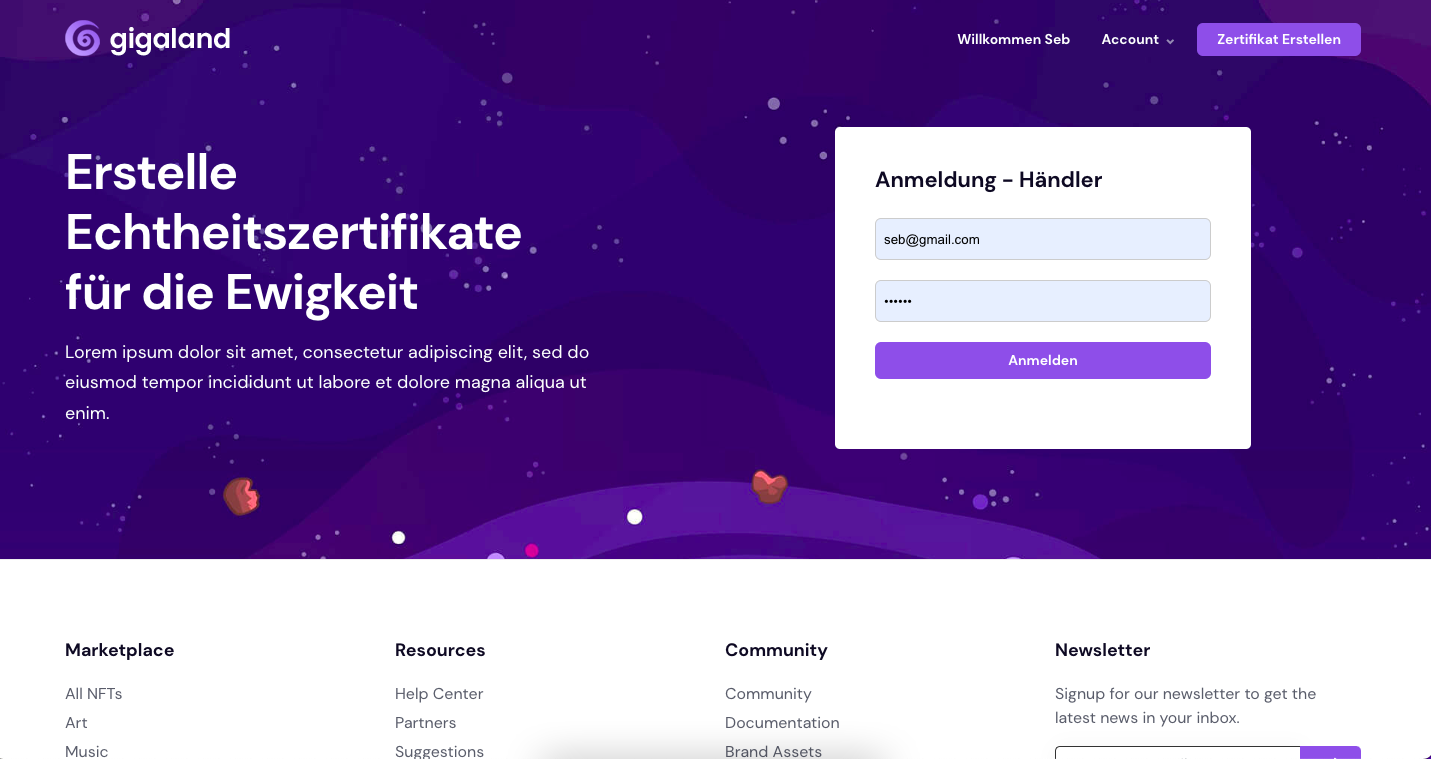 gigaland
Willkommen Seb
Account
Zertifikat Erstellen
Erstelle
Echtheitszertifikate
für die Ewigkeit
Lorem ipsum dolor sit amet, consectetur adipiscing elit, sed do
eiusmod tempor incididunt ut labore et dolore magna aliqua ut
enim.
Anmeldung - Händler
seb@gmail.com
••••••
Anmelden
Marketplace
All NFTs
Art
Music
Resources
Help Center
Partners
Suggestions
Community
Community
Documentation
Brand Assets
Newsletter
Signup for our newsletter to get the
latest news in your inbox.